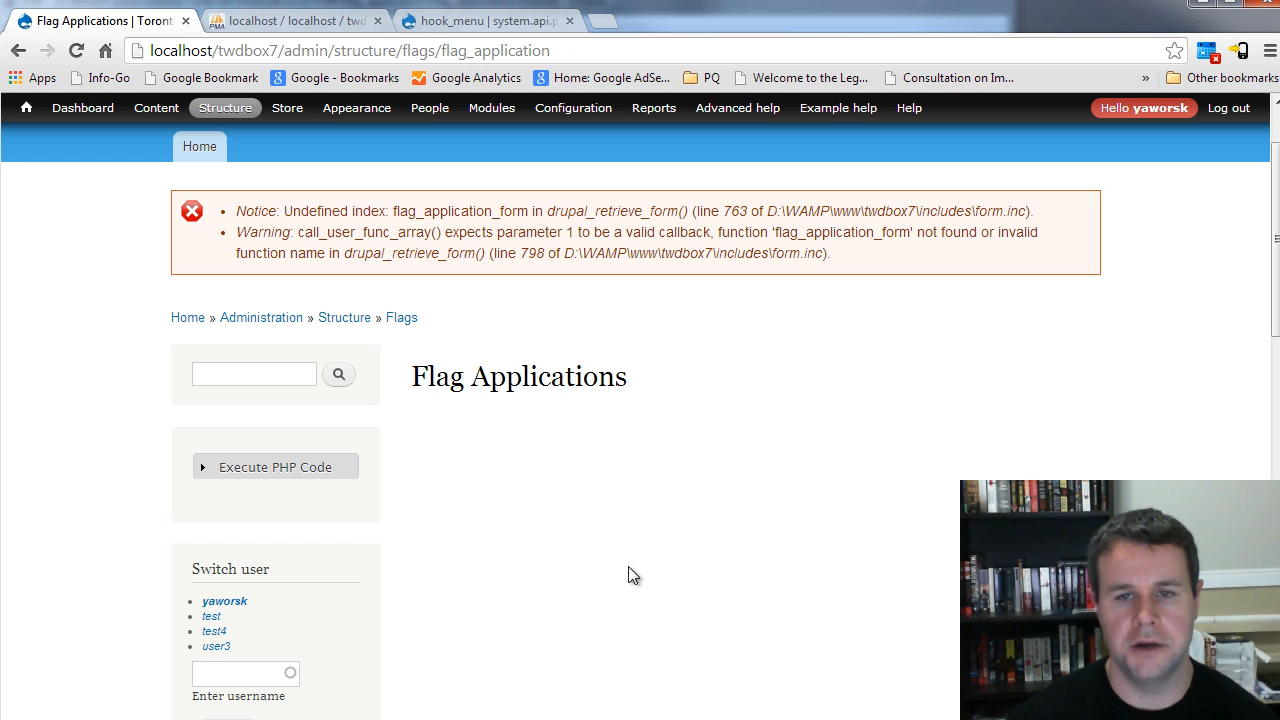 Flag Applications | Toront
localhost / localhost / twd
hook_menu | system.api.p
localhost/twdbox7/admin/structure/flags/flag_application
Apps Info-Go Google Bookmark Google - Bookmarks Google Analytics Home: Google AdSe... PQ Welcome to the Leg... Consultation on Im... » Other bookmarks
Dashboard Content Structure Store Appearance People Modules Configuration Reports Advanced help Example help Help Hello yaworsk Log out
Home
Notice: Undefined index: flag_application_form in drupal_retrieve_form() (line 763 of D:\WAMP\www\twdbox7\includes\form.inc).
Warning: call_user_func_array() expects parameter 1 to be a valid callback, function 'flag_application_form' not found or invalid
function name in drupal_retrieve_form() (line 798 of D:\WAMP\www\twdbox7\includes\form.inc).
Home » Administration » Structure » Flags
Flag Applications
Execute PHP Code
Switch user
yaworsk
test
test4
user3
Enter username